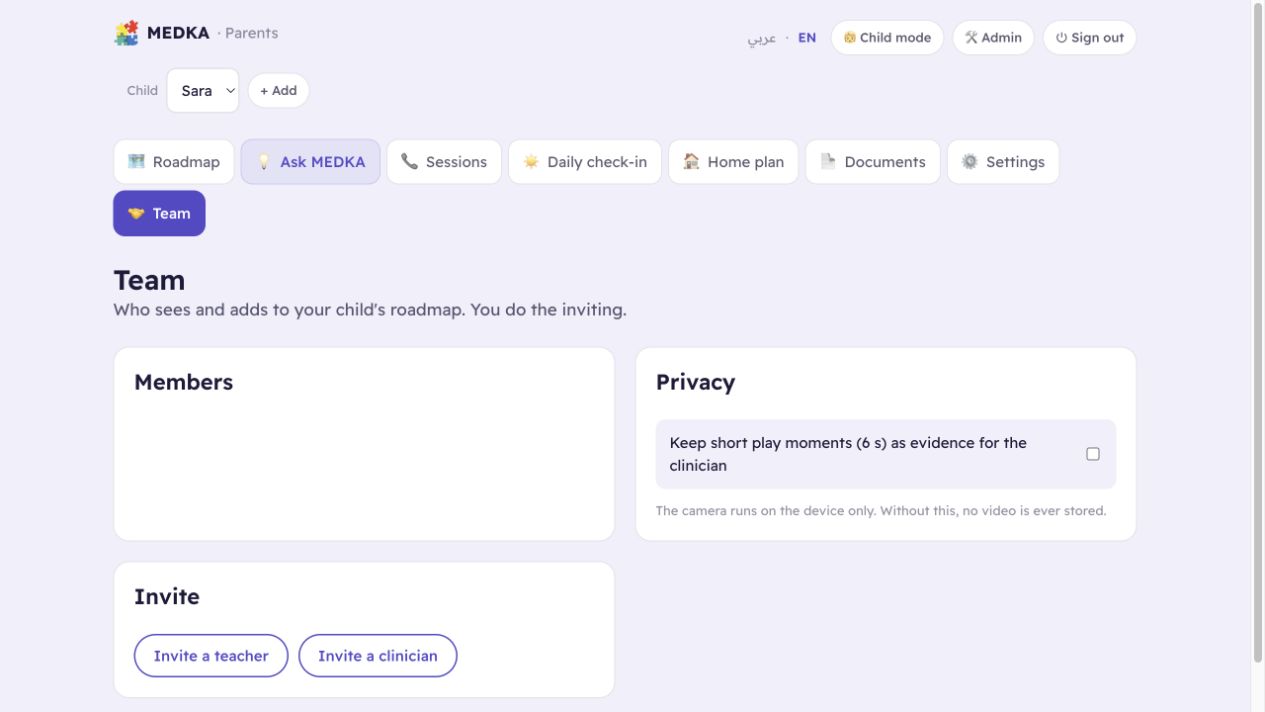 MEDKA · Parents
عربي · EN
Child mode
Admin
Sign out
Child
Sara
+ Add
Roadmap
Ask MEDKA
Sessions
Daily check-in
Home plan
Documents
Settings
Team
Team
Who sees and adds to your child's roadmap. You do the inviting.
Members
Privacy
Keep short play moments (6 s) as evidence for the
clinician
The camera runs on the device only. Without this, no video is ever stored.
Invite
Invite a teacher
Invite a clinician